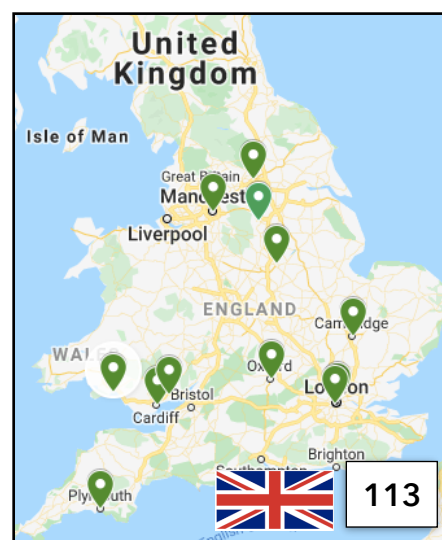 United
Kingdom
Isle of Man
Great Britain
Manchester
Liverpool
ENGLAND
Cambridge
WALES
Oxford
London
Bristol
Cardiff
Brighton
Southampton
Plymouth
English
113